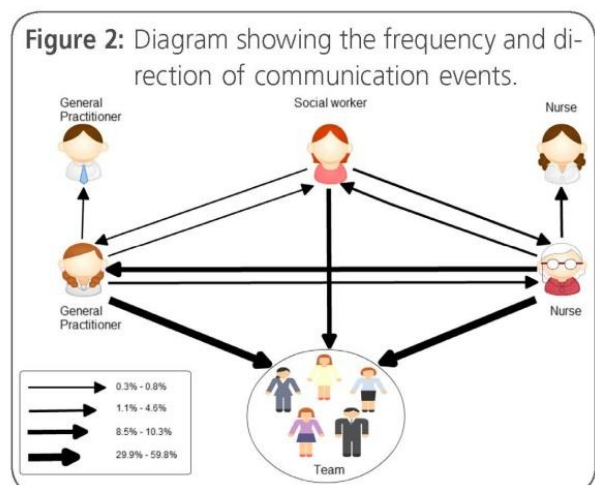 Figure 2: Diagram showing the frequency and di-
rection of communication events.
General
Practitioner
Social worker
Nurse
General
Practitioner
Nurse
0.3% - 0.8%
1.1% - 4.6%
8.5% - 10.3%
29.9% - 59.8%
Team